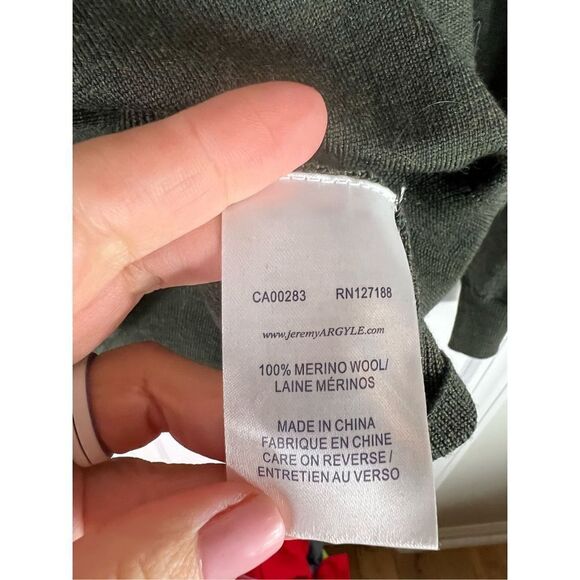 CA00283 RN127188
www.jeremyARGYLE.com
100% MERINO WOOL/
LAINE MÉRINOS
MADE IN CHINA
FABRIQUE EN CHINE
CARE ON REVERSE /
ENTRETIEN AU VERSO